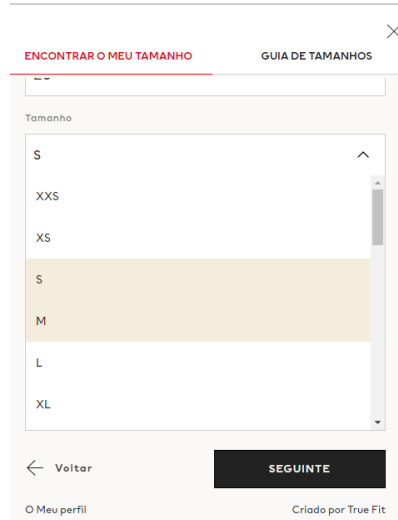 ENCONTRAR O MEU TAMANHO
GUIA DE TAMANHOS
Tamanho
S
XXS
XS
S
M
L
XL
Voltar
SEGUINTE
O Meu perfil
Criado por True Fit